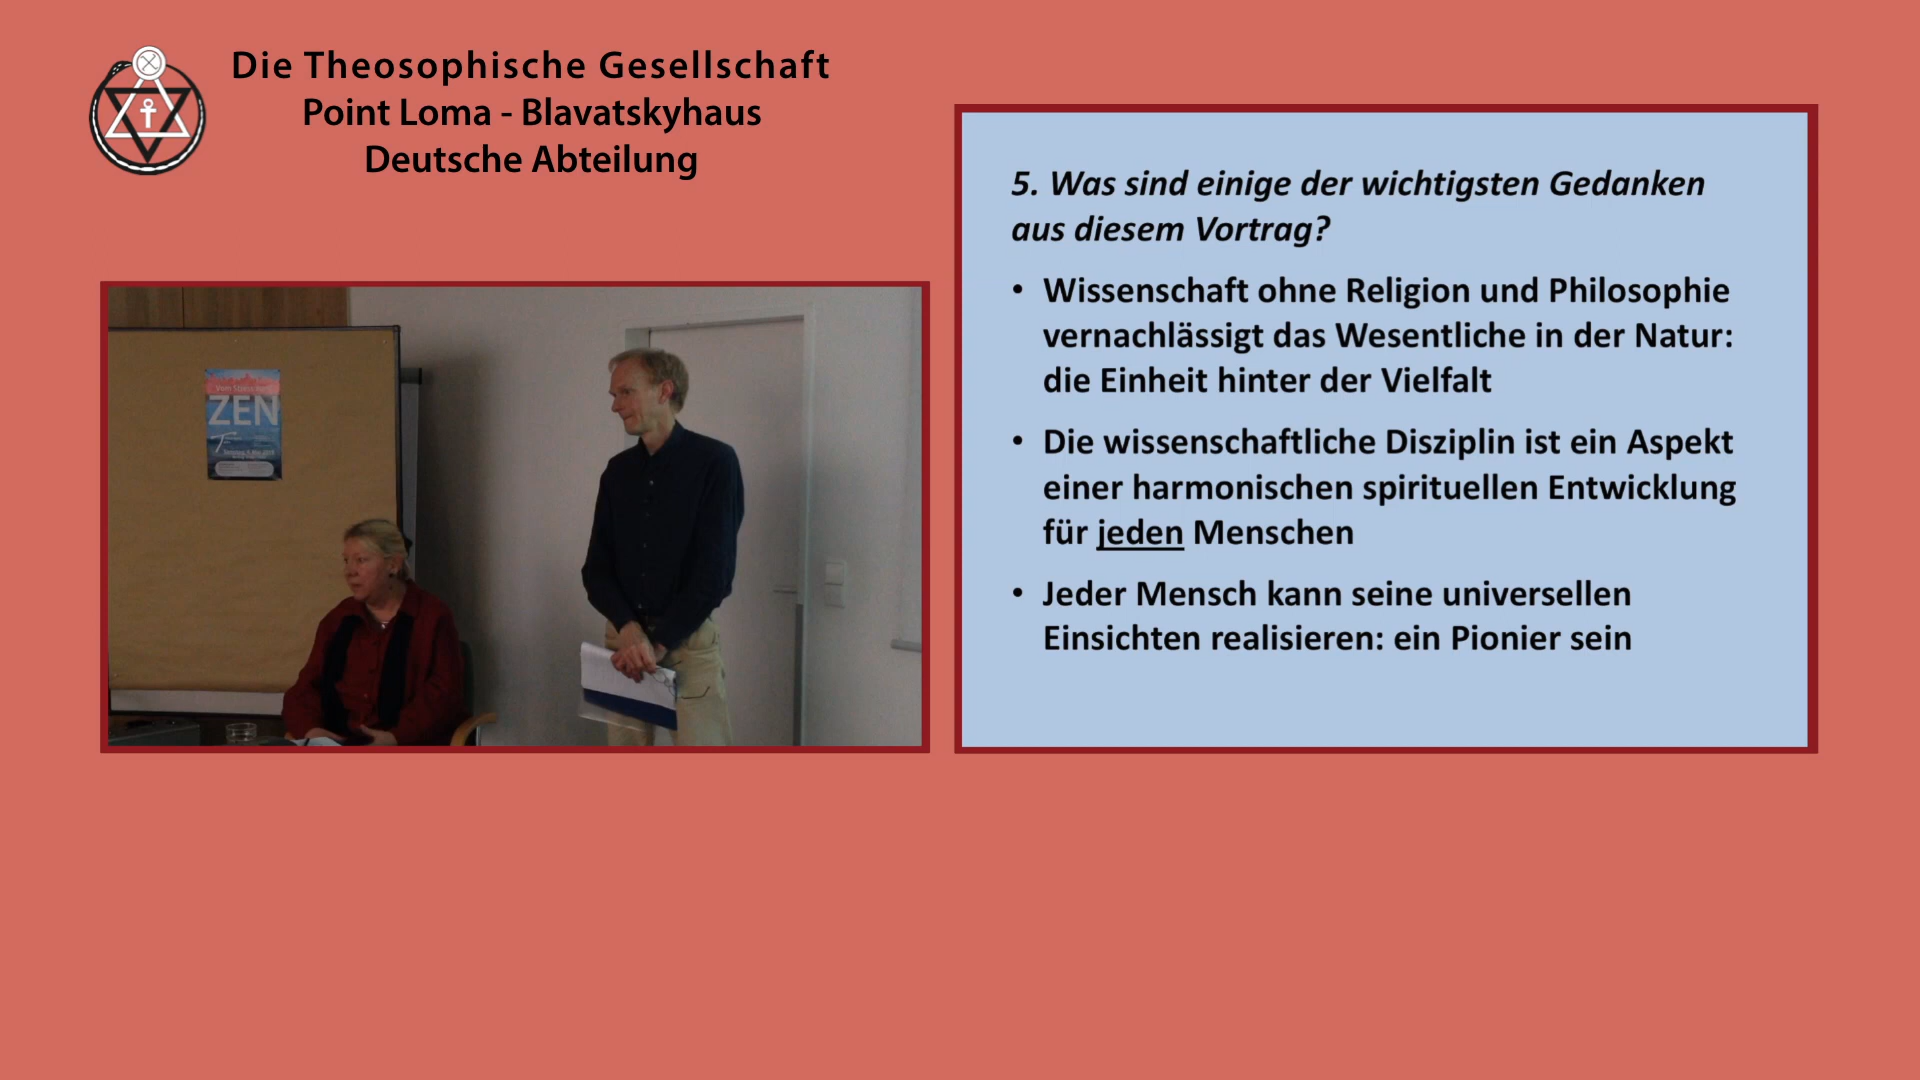 Die Theosophische Gesellschaft
Point Loma - Blavatskyhaus
Deutsche Abteilung
ZEN
5. Was sind einige der wichtigsten Gedanken
aus diesem Vortrag?
• Wissenschaft ohne Religion und Philosophie
vernachlässigt das Wesentliche in der Natur:
die Einheit hinter der Vielfalt
• Die wissenschaftliche Disziplin ist ein Aspekt
einer harmonischen spirituellen Entwicklung
für jeden Menschen
• Jeder Mensch kann seine universellen
Einsichten realisieren: ein Pionier sein